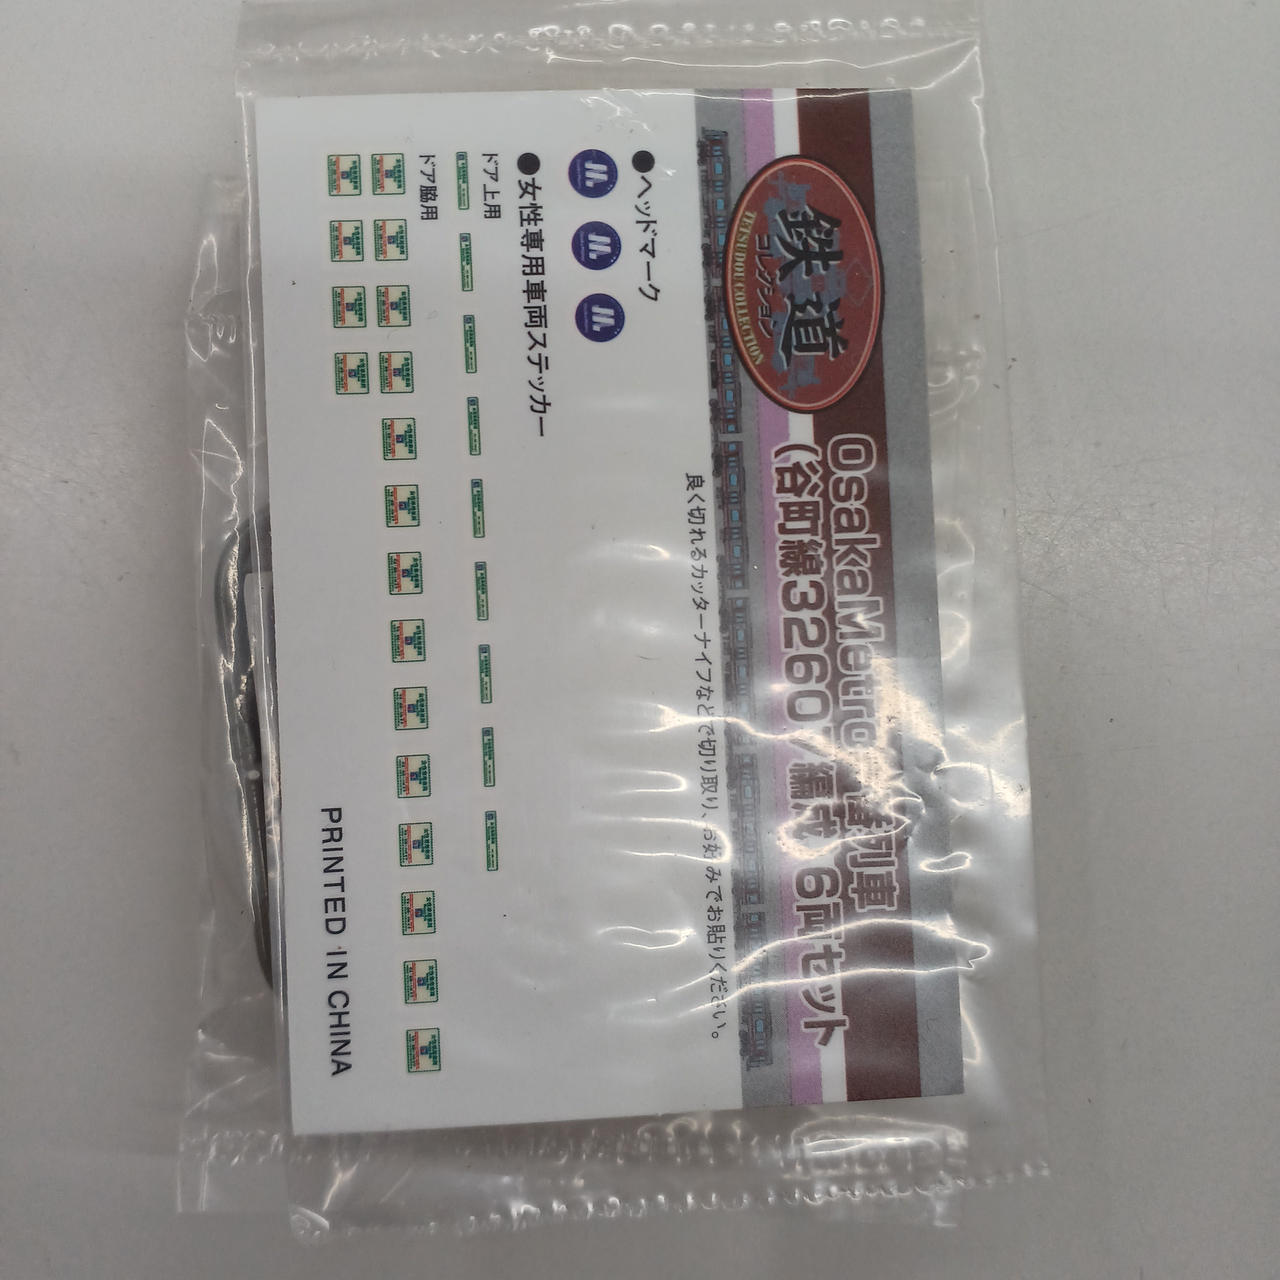 鉄道
コレクション
TETSUDOU COLLECTION
OsakaMetro 列車
(谷町線3260 編成 6両セット
良く切れるカッターナイフなどで切り取り、お好みでお貼りください。
●ヘッドマーク
●女性専用車両ステッカー
ドア上用
ドア脇用
PRINTED IN CHINA